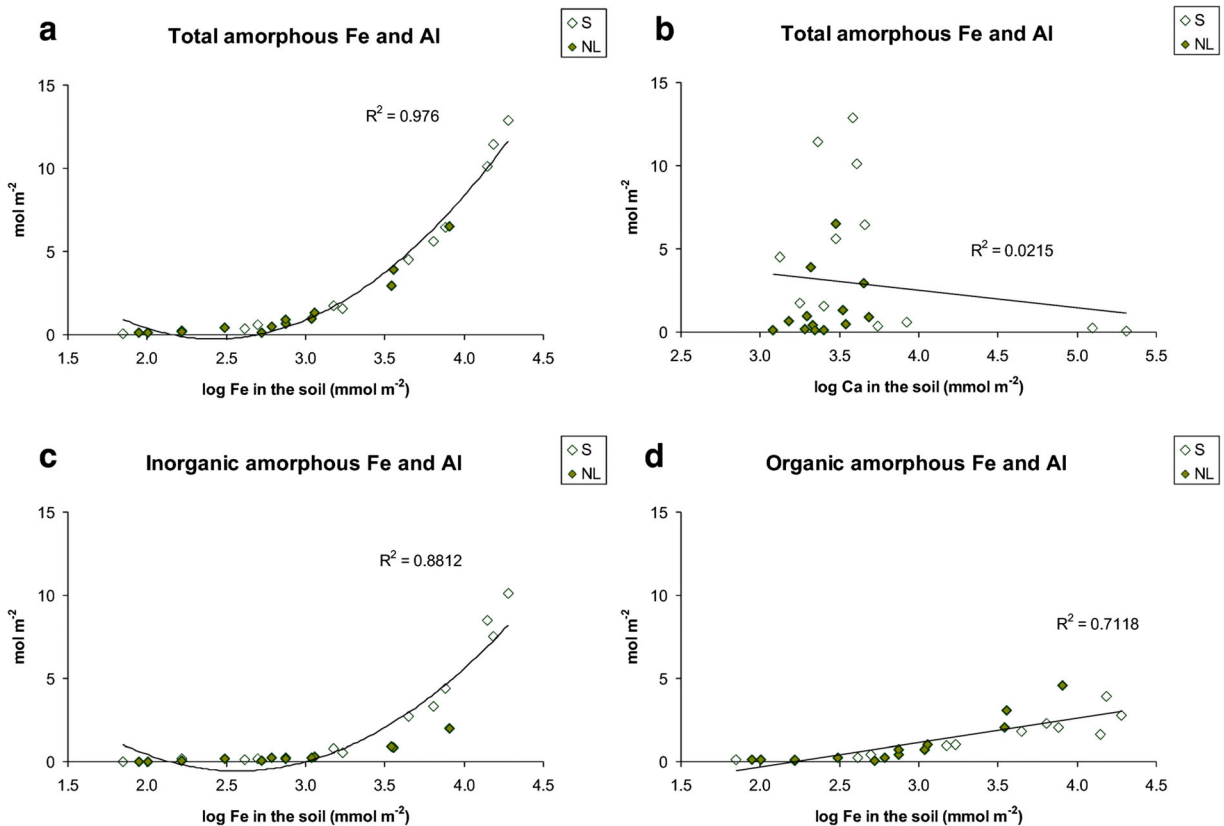 a
Total amorphous Fe and Al
S
NL
15
10
5
0
mol m-2
R2 = 0.976
1.5 2.0 2.5 3.0 3.5 4.0 4.5
log Fe in the soil (mmol m-2)
b
Total amorphous Fe and Al
S
NL
15
10
5
0
mol m-2
R2 = 0.0215
2.5 3.0 3.5 4.0 4.5 5.0 5.5
log Ca in the soil (mmol m-2)
c
Inorganic amorphous Fe and Al
S
NL
15
10
5
0
mol m-2
R2 = 0.8812
1.5 2.0 2.5 3.0 3.5 4.0 4.5
log Fe in the soil (mmol m-2)
d
Organic amorphous Fe and Al
S
NL
15
10
5
0
mol m-2
R2 = 0.7118
1.5 2.0 2.5 3.0 3.5 4.0 4.5
log Fe in the soil (mmol m-2)